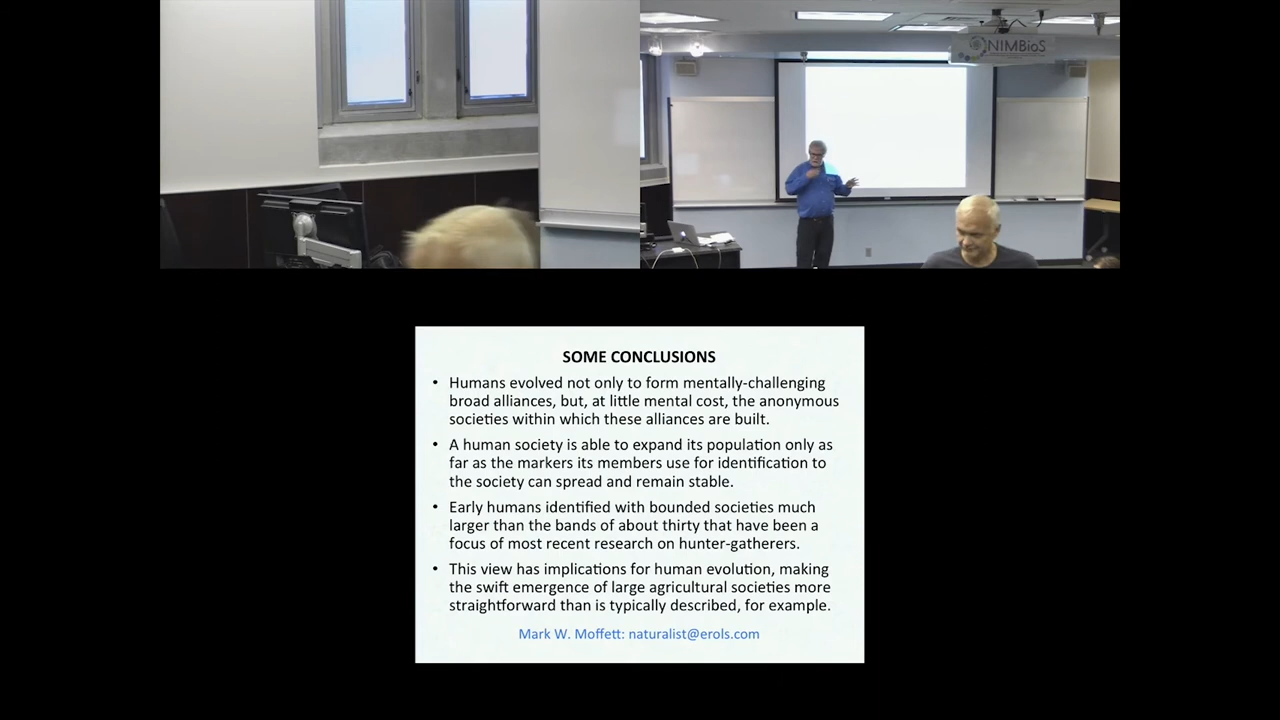 NIMBioS
SOME CONCLUSIONS
• Humans evolved not only to form mentally-challenging
broad alliances, but, at little mental cost, the anonymous
societies within which these alliances are built.
• A human society is able to expand its population only as
far as the markers its members use for identification to
the society can spread and remain stable.
• Early humans identified with bounded societies much
larger than the bands of about thirty that have been a
focus of most recent research on hunter-gatherers.
• This view has implications for human evolution, making
the swift emergence of large agricultural societies more
straightforward than is typically described, for example.
Mark W. Moffett: naturalist@erols.com